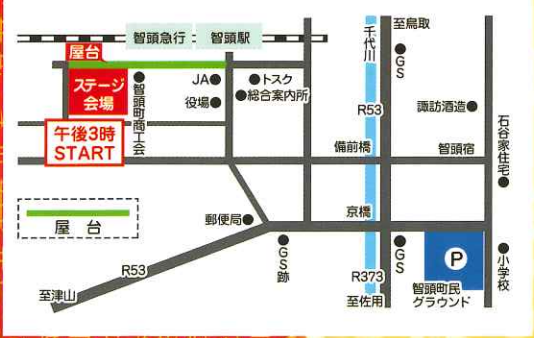 智頭急行
智頭駅
至鳥取
千代川
屋台
GS
ステージ
会場
智頭町商工会
JA
役場
トスク
総合案内所
R53
諏訪酒造
石谷家住宅
午後3時
START
備前橋
智頭宿
屋台
郵便局
京橋
GS跡
GS
P
小学校
R53
R373
至津山
至佐用
智頭町民
グラウンド